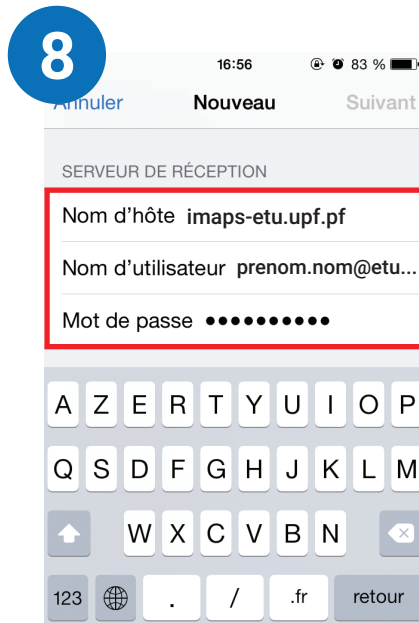 8
16:56 83 %
Annuler Nouveau Suivant
SERVEUR DE RÉCEPTION
Nom d’hôte imaps-etu.upf.pf
Nom d’utilisateur prenom.nom@etu...
Mot de passe ●●●●●●●●●●
A Z E R T Y U I O P
Q S D F G H J K L M
W X C V B N
123 . / .fr retour